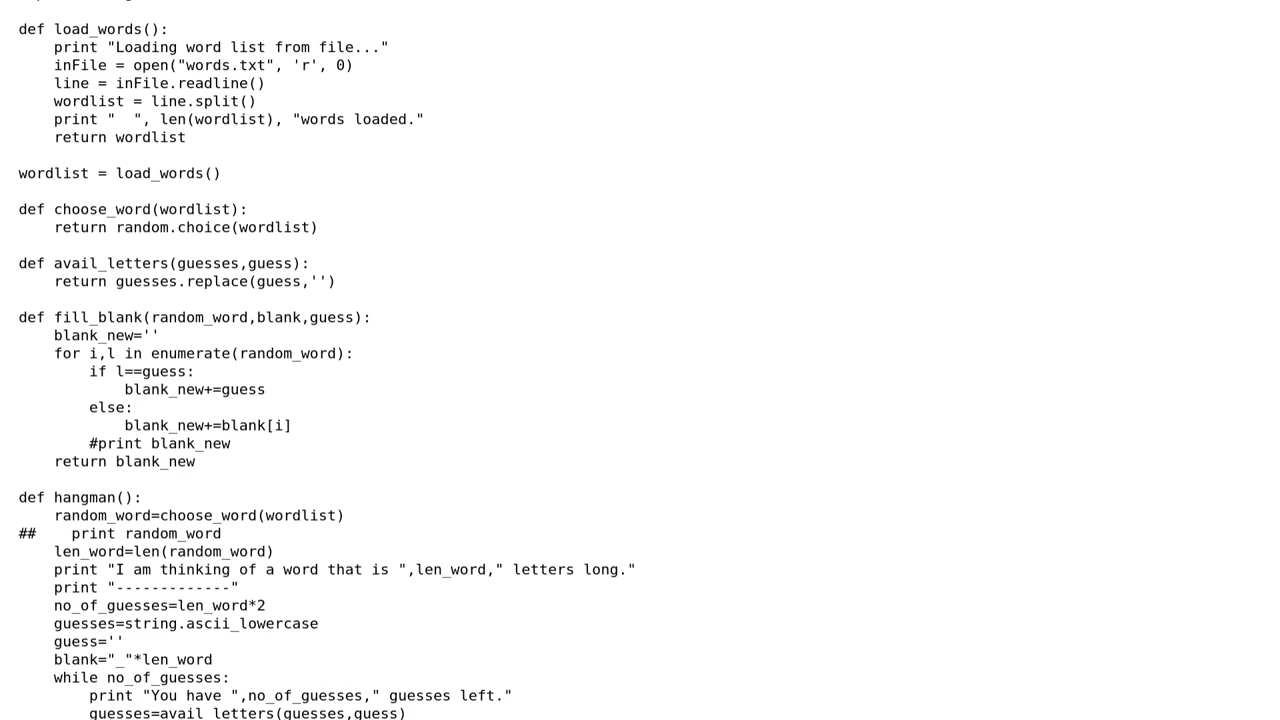 def load_words():
    print "Loading word list from file..."
    inFile = open("words.txt", 'r', 0)
    line = inFile.readline()
    wordlist = line.split()
    print "  ", len(wordlist), "words loaded."
    return wordlist

wordlist = load_words()

def choose_word(wordlist):
    return random.choice(wordlist)

def avail_letters(guesses,guess):
    return guesses.replace(guess,'')

def fill_blank(random_word,blank,guess):
    blank_new=''
    for i,l in enumerate(random_word):
        if l==guess:
            blank_new+=guess
        else:
            blank_new+=blank[i]
        #print blank_new
    return blank_new

def hangman():
    random_word=choose_word(wordlist)
##    print random_word
    len_word=len(random_word)
    print "I am thinking of a word that is ",len_word," letters long."
    print "-------------"
    no_of_guesses=len_word*2
    guesses=string.ascii_lowercase
    guess=''
    blank="_"*len_word
    while no_of_guesses:
        print "You have ",no_of_guesses," guesses left."
        guesses=avail_letters(guesses,guess)